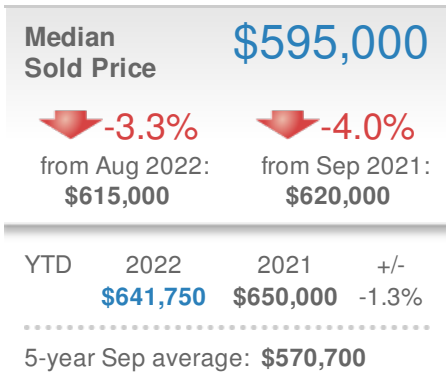 Median
Sold Price
$595,000
-3.3%
from Aug 2022:
$615,000
-4.0%
from Sep 2021:
$620,000
YTD 2022 2021 +/-
$641,750 $650,000 -1.3%
5-year Sep average: $570,700